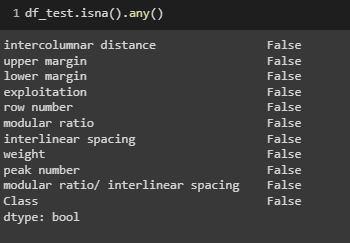 1 df_test.isna().any()
intercolumnar distance False
upper margin False
lower margin False
exploitation False
row number False
modular ratio False
interlinear spacing False
weight False
peak number False
modular ratio/ interlinear spacing False
Class False
dtype: bool